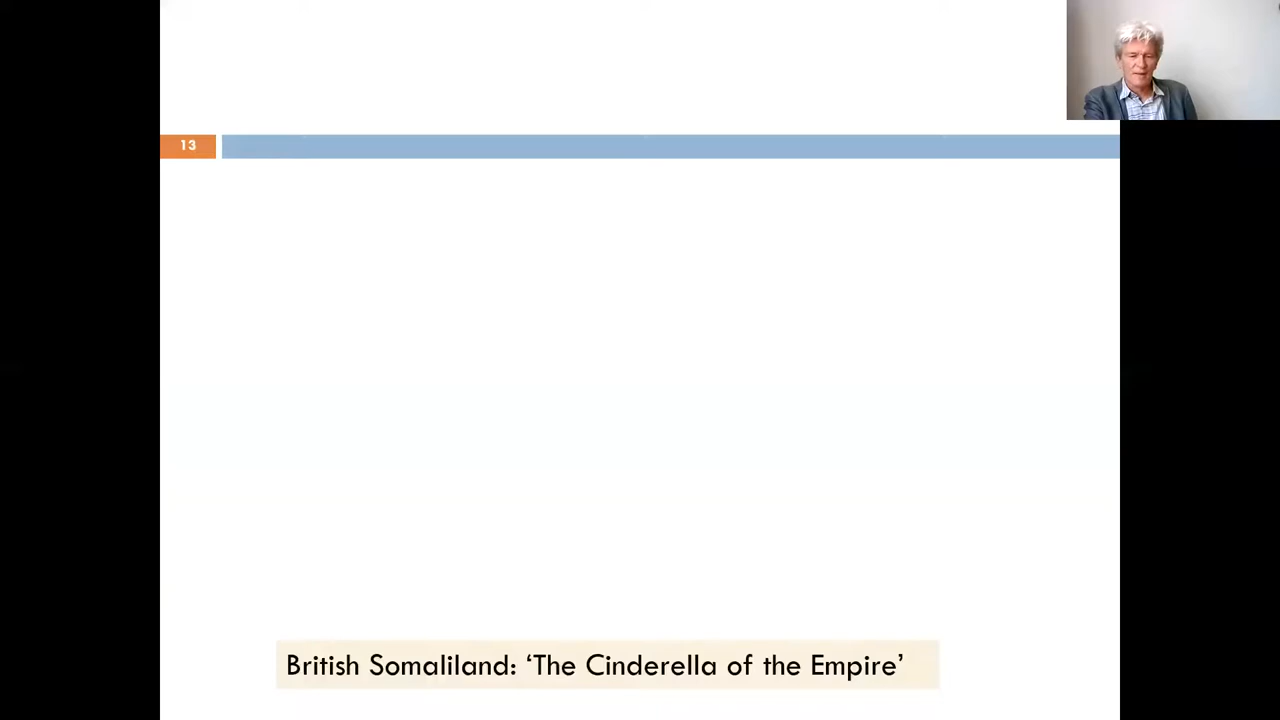 13
British Somaliland: ‘The Cinderella of the Empire’